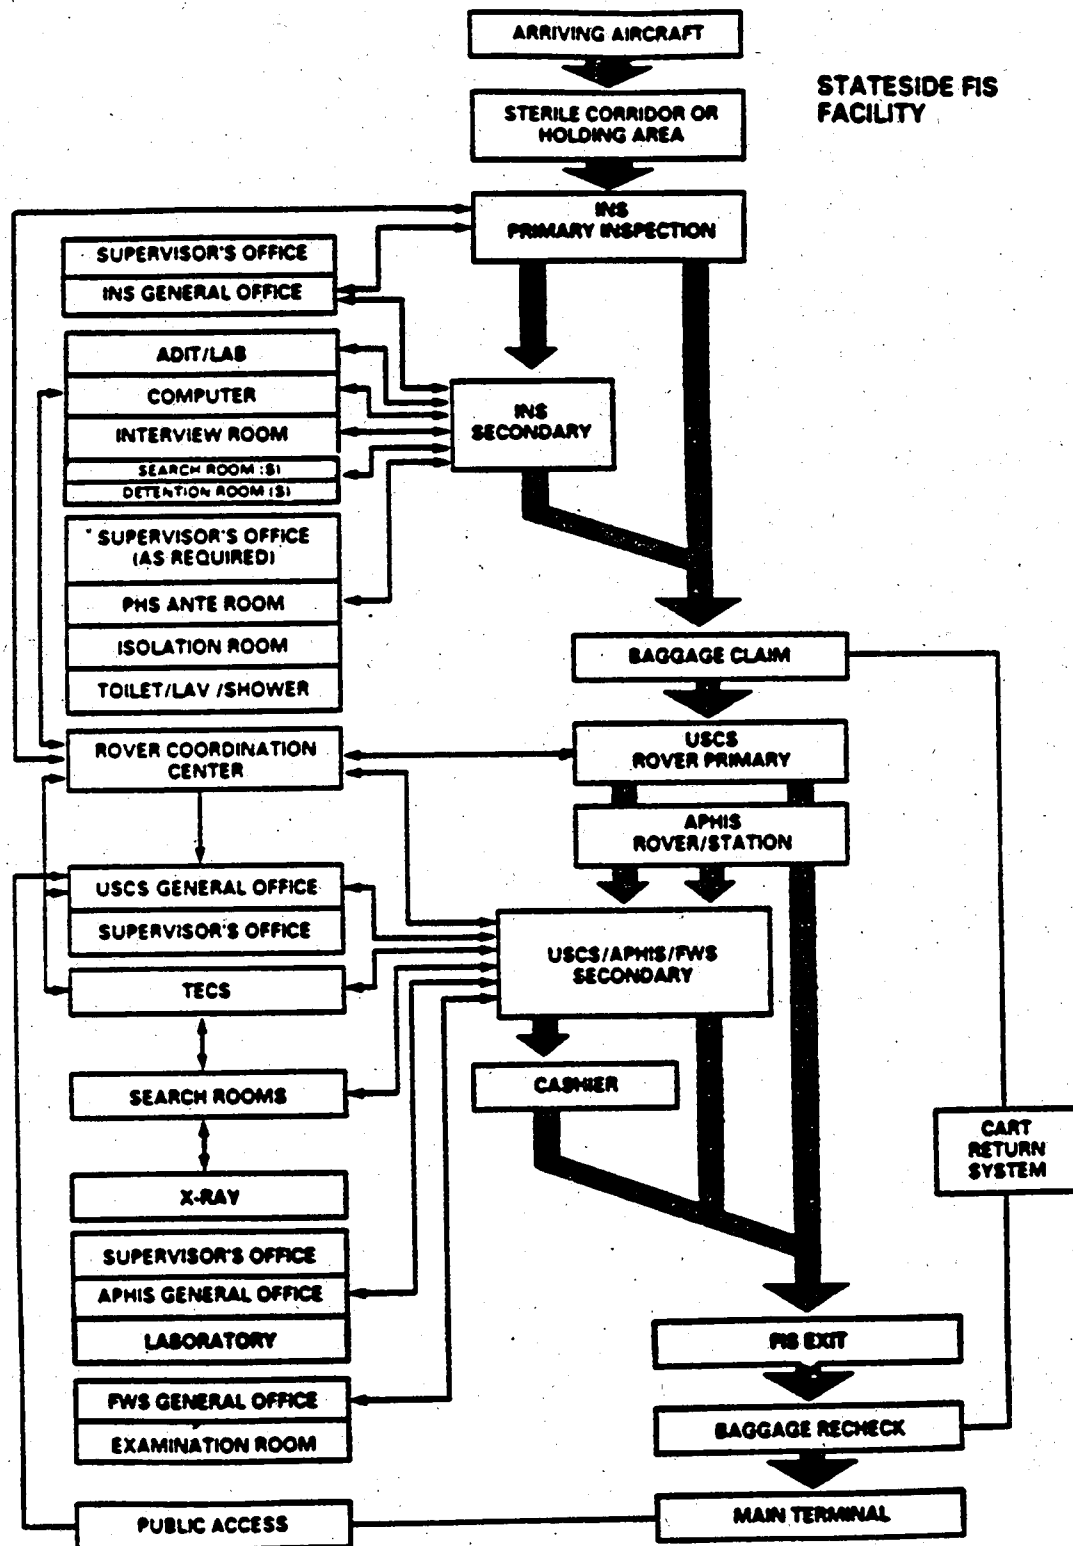 ARRIVING AIRCRAFT
STATESIDE FIS
FACILITY
STERILE CORRIDOR OR
HOLDING AREA
INS
PRIMARY INSPECTION
SUPERVISOR'S OFFICE
INS GENERAL OFFICE
ADIT/LAB
COMPUTER
INTERVIEW ROOM
SEARCH ROOM (S)
DETENTION ROOM (S)
INS
SECONDARY
SUPERVISOR'S OFFICE
(AS REQUIRED)
PHS ANTE ROOM
ISOLATION ROOM
TOILET/LAV/SHOWER
BAGGAGE CLAIM
ROVER COORDINATION
CENTER
USCS
ROVER PRIMARY
APHIS
ROVER/STATION
USCS GENERAL OFFICE
SUPERVISOR'S OFFICE
TECS
USCS/APHIS/FWS
SECONDARY
SEARCH ROOMS
CASHIER
CART
RETURN
SYSTEM
X-RAY
SUPERVISOR'S OFFICE
APHIS GENERAL OFFICE
LABORATORY
FIS EXIT
FWS GENERAL OFFICE
EXAMINATION ROOM
BAGGAGE RECHECK
PUBLIC ACCESS
MAIN TERMINAL